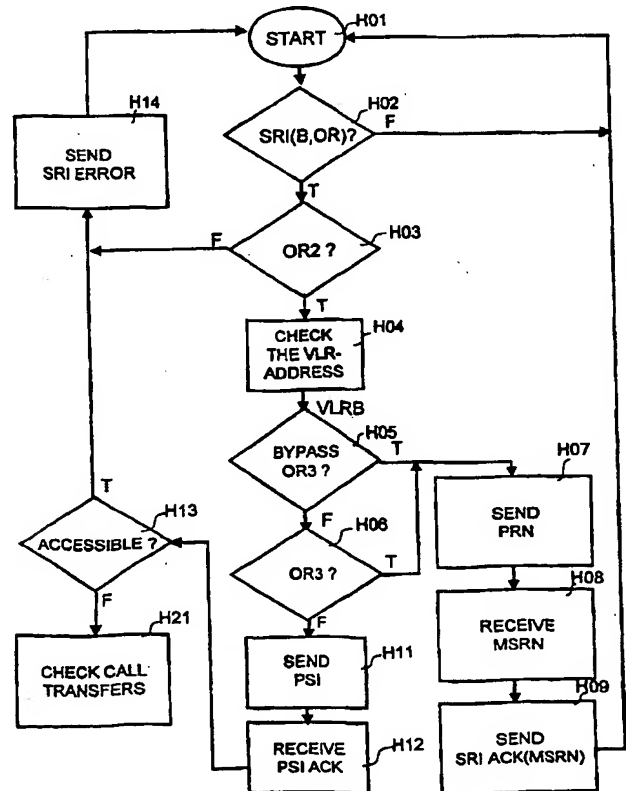 START
H01
H02
SRI(B,OR)?
F
T
H14
SEND
SRI ERROR
H03
F
OR2 ?
T
H04
CHECK
THE VLR-
ADDRESS
VLRB
H05
BYPASS
OR3 ?
T
F
H07
SEND
PRN
H06
OR3 ?
T
F
H08
RECEIVE
MSRN
T
H13
ACCESSIBLE ?
F
H21
CHECK CALL
TRANSFERS
H11
SEND
PSI
H12
RECEIVE
PSI ACK
H09
SEND
SRI ACK(MSRN)